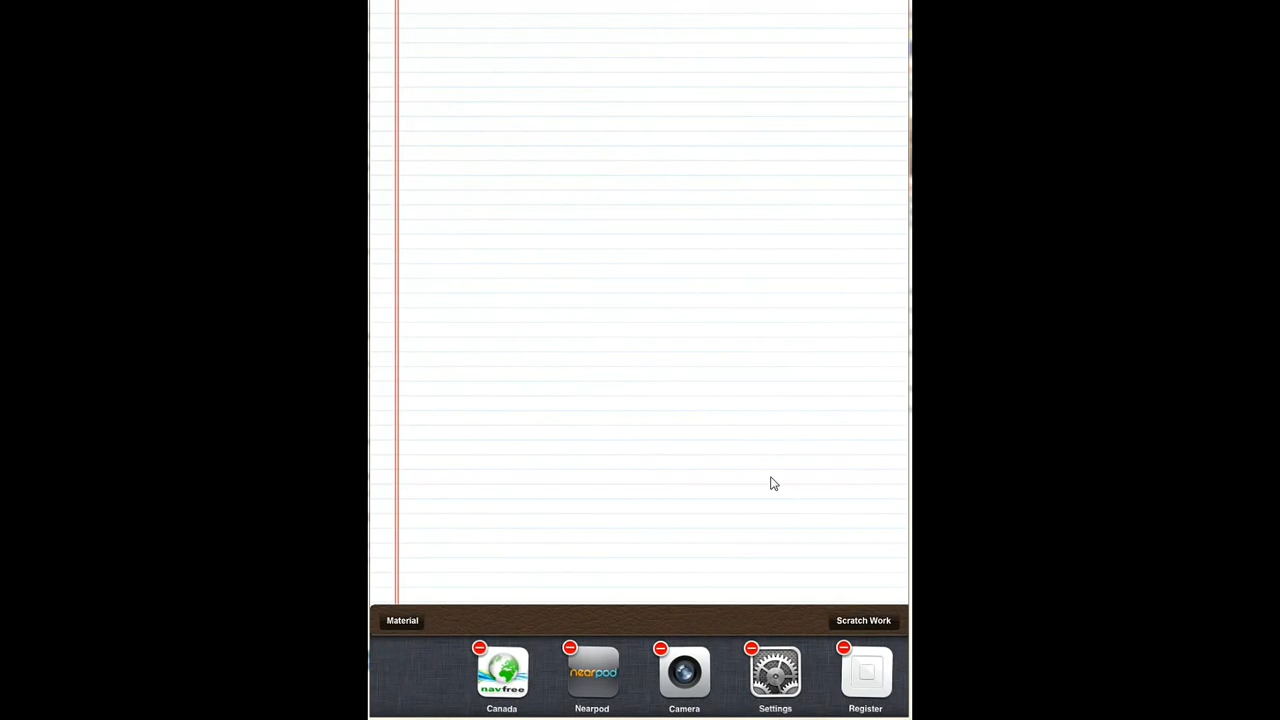 Material
Scratch Work
navfree
nearpod
Canada
Nearpod
Camera
Settings
Register